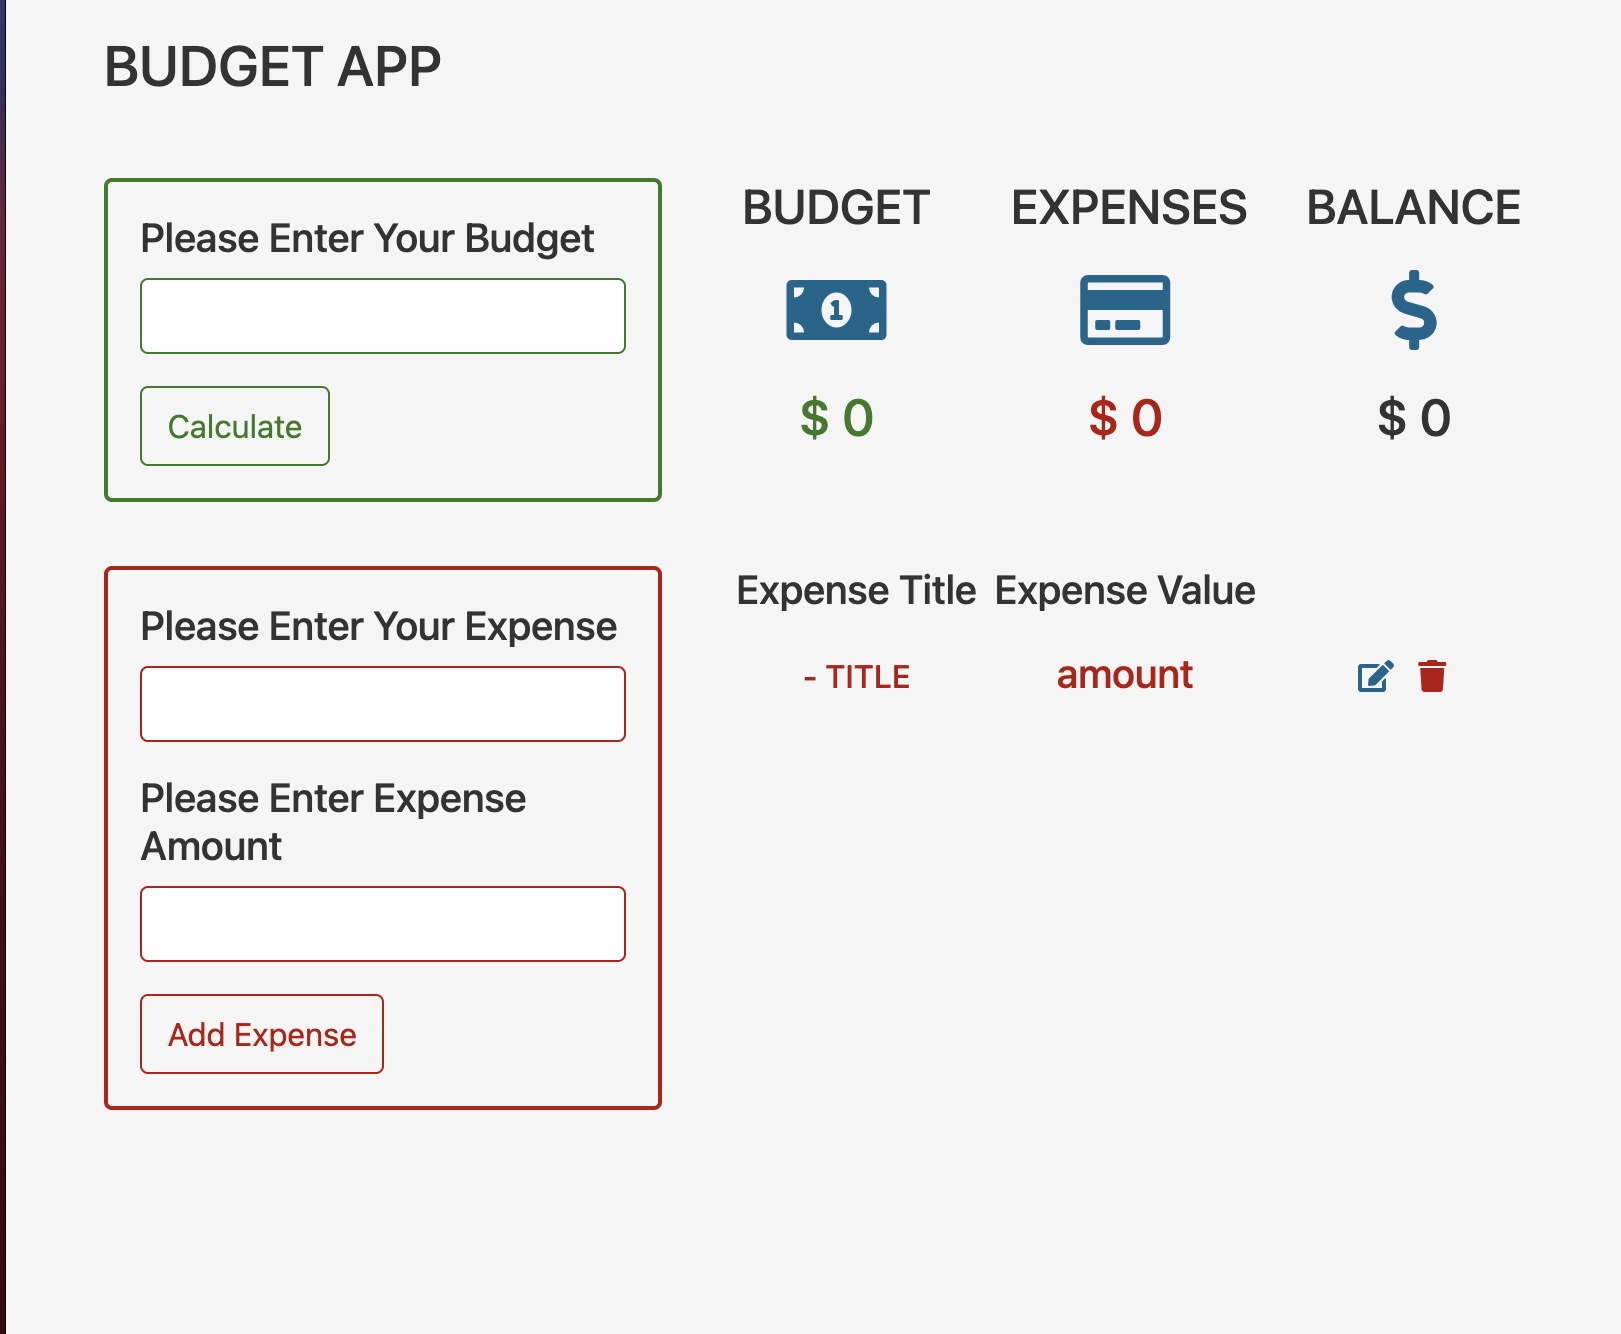 BUDGET APP
Please Enter Your Budget
Calculate
BUDGET EXPENSES BALANCE
1
$ 0 $ 0 $ 0
Please Enter Your Expense
Please Enter Expense
Amount
Add Expense
Expense Title Expense Value
- TITLE amount